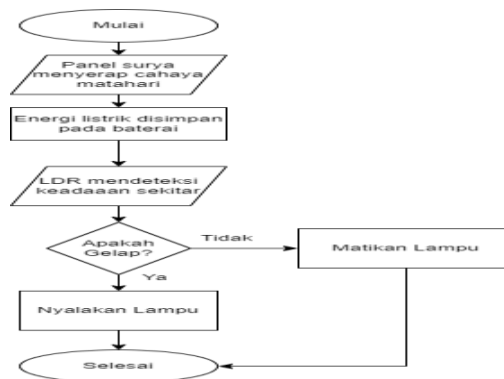 Mulai
Panel surya
menyerap cahaya
matahari
Energi listrik disimpan
pada baterai
LDR mendeteksi
keadaaan sekitar
Apakah
Gelap?
Tidak
Matikan Lampu
Ya
Nyalakan Lampu
Selesai